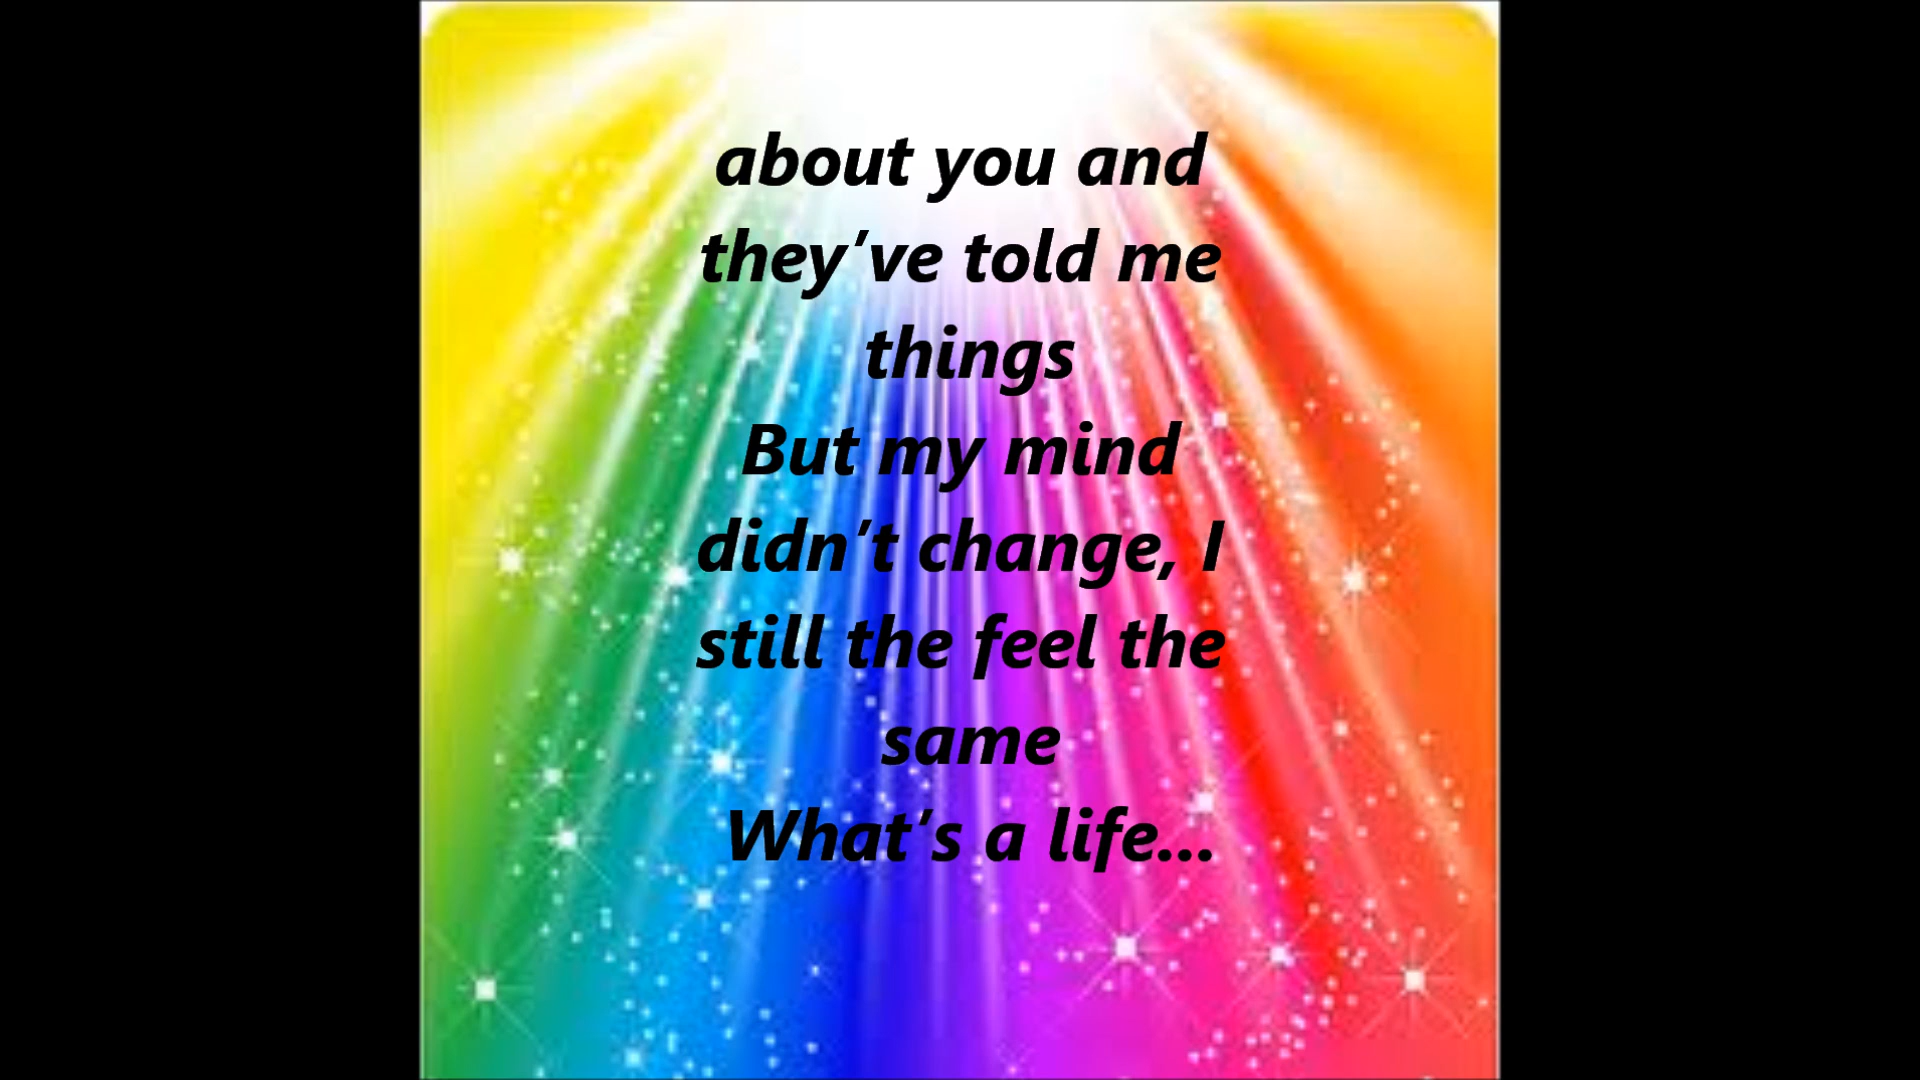 about you and
they’ve told me
things
But my mind
didn’t change, I
still the feel the
same
What’s a life…